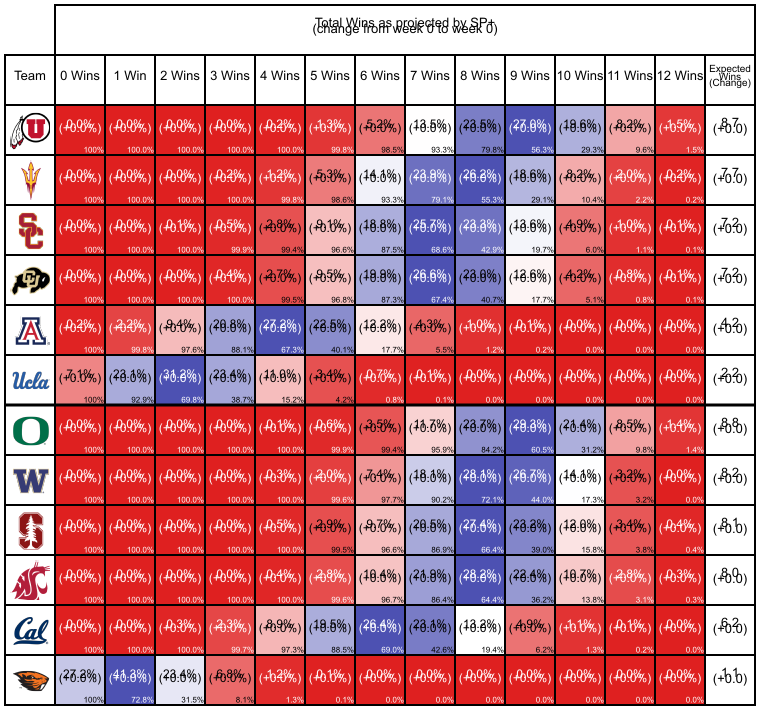 Total Wins as projected by SP+
(change from week 0 to week 0)
Team 0 Wins 1 Win 2 Wins 3 Wins 4 Wins 5 Wins 6 Wins 7 Wins 8 Wins 9 Wins 10 Wins 11 Wins 12 Wins Expected Wins (Change)
0.0% 0.0% 0.0% 0.0% 0.2% 1.3% 5.2% 13.5% 23.5% 27.0% 19.6% 8.2% 1.5% 8.7
(+0.0%) (+0.0%) (+0.0%) (+0.0%) (+0.0%) (+0.0%) (+0.0%) (+0.0%) (+0.0%) (+0.0%) (+0.0%) (+0.0%) (+0.0%) (+0.0)
100% 100.0% 100.0% 100.0% 100.0% 99.8% 98.5% 93.3% 79.8% 56.3% 29.3% 9.6% 1.5%
0.0% 0.0% 0.0% 0.2% 1.2% 5.3% 14.1% 23.9% 26.2% 18.6% 8.2% 2.0% 0.2% 7.7
(+0.0%) (+0.0%) (+0.0%) (+0.0%) (+0.0%) (+0.0%) (+0.0%) (+0.0%) (+0.0%) (+0.0%) (+0.0%) (+0.0%) (+0.0%) (+0.0)
100% 100.0% 100.0% 100.0% 99.8% 98.6% 93.3% 79.1% 55.3% 29.1% 10.4% 2.2% 0.2%
0.0% 0.0% 0.1% 0.5% 2.8% 9.1% 18.8% 25.7% 23.3% 13.6% 4.9% 1.0% 0.1% 7.2
(+0.0%) (+0.0%) (+0.0%) (+0.0%) (+0.0%) (+0.0%) (+0.0%) (+0.0%) (+0.0%) (+0.0%) (+0.0%) (+0.0%) (+0.0%) (+0.0)
100% 100.0% 100.0% 99.9% 99.4% 96.6% 87.5% 68.6% 42.9% 19.7% 6.0% 1.1% 0.1%
0.0% 0.0% 0.0% 0.4% 2.7% 9.5% 19.9% 26.6% 23.0% 12.6% 4.2% 0.8% 0.1% 7.2
(+0.0%) (+0.0%) (+0.0%) (+0.0%) (+0.0%) (+0.0%) (+0.0%) (+0.0%) (+0.0%) (+0.0%) (+0.0%) (+0.0%) (+0.0%) (+0.0)
100% 100.0% 100.0% 100.0% 99.5% 96.8% 87.3% 67.4% 40.7% 17.7% 5.1% 0.8% 0.1%
0.2% 2.2% 9.4% 20.8% 27.2% 22.5% 12.2% 4.3% 1.0% 0.1% 0.0% 0.0% 0.0% 4.2
(+0.0%) (+0.0%) (+0.0%) (+0.0%) (+0.0%) (+0.0%) (+0.0%) (+0.0%) (+0.0%) (+0.0%) (+0.0%) (+0.0%) (+0.0%) (+0.0)
100% 99.8% 97.6% 88.1% 67.3% 40.1% 17.7% 5.5% 1.2% 0.2% 0.0% 0.0% 0.0%
Ucla 7.1% 23.1% 31.2% 23.4% 11.0% 3.4% 0.7% 0.1% 0.0% 0.0% 0.0% 0.0% 0.0% 2.2
(+0.0%) (+0.0%) (+0.0%) (+0.0%) (+0.0%) (+0.0%) (+0.0%) (+0.0%) (+0.0%) (+0.0%) (+0.0%) (+0.0%) (+0.0%) (+0.0)
100% 92.9% 69.8% 38.7% 15.2% 4.2% 0.8% 0.1% 0.0% 0.0% 0.0% 0.0% 0.0%
0.0% 0.0% 0.0% 0.0% 0.1% 0.6% 3.5% 11.7% 23.7% 29.3% 21.4% 8.5% 1.4% 8.8
(+0.0%) (+0.0%) (+0.0%) (+0.0%) (+0.0%) (+0.0%) (+0.0%) (+0.0%) (+0.0%) (+0.0%) (+0.0%) (+0.0%) (+0.0%) (+0.0)
100% 100.0% 100.0% 100.0% 100.0% 99.9% 99.4% 95.9% 84.2% 60.5% 31.2% 9.8% 1.4%
W 0.0% 0.0% 0.0% 0.0% 0.3% 2.0% 7.4% 18.1% 28.1% 26.7% 14.1% 3.2% 0.0% 8.2
(+0.0%) (+0.0%) (+0.0%) (+0.0%) (+0.0%) (+0.0%) (+0.0%) (+0.0%) (+0.0%) (+0.0%) (+0.0%) (+0.0%) (+0.0%) (+0.0)
100% 100.0% 100.0% 100.0% 100.0% 99.6% 97.7% 90.2% 72.1% 44.0% 17.3% 3.2% 0.0%
0.0% 0.0% 0.0% 0.0% 0.5% 2.9% 9.7% 20.5% 27.4% 23.2% 12.0% 3.4% 0.4% 8.1
(+0.0%) (+0.0%) (+0.0%) (+0.0%) (+0.0%) (+0.0%) (+0.0%) (+0.0%) (+0.0%) (+0.0%) (+0.0%) (+0.0%) (+0.0%) (+0.0)
100% 100.0% 100.0% 100.0% 100.0% 99.5% 96.6% 86.9% 66.4% 39.0% 15.8% 3.8% 0.4%
0.0% 0.0% 0.0% 0.0% 0.4% 2.8% 10.4% 21.9% 28.2% 22.4% 10.7% 2.8% 0.3% 8.0
(+0.0%) (+0.0%) (+0.0%) (+0.0%) (+0.0%) (+0.0%) (+0.0%) (+0.0%) (+0.0%) (+0.0%) (+0.0%) (+0.0%) (+0.0%) (+0.0)
100% 100.0% 100.0% 100.0% 100.0% 99.6% 96.7% 86.4% 64.4% 36.2% 13.8% 3.1% 0.3%
Cal 0.0% 0.0% 0.3% 2.3% 8.9% 19.5% 26.4% 23.1% 13.2% 4.9% 1.1% 0.1% 0.0% 6.2
(+0.0%) (+0.0%) (+0.0%) (+0.0%) (+0.0%) (+0.0%) (+0.0%) (+0.0%) (+0.0%) (+0.0%) (+0.0%) (+0.0%) (+0.0%) (+0.0)
100% 100.0% 100.0% 99.7% 97.3% 88.5% 69.0% 42.6% 19.4% 6.2% 1.3% 0.2% 0.0%
27.2% 41.3% 23.4% 6.8% 1.2% 0.1% 0.0% 0.0% 0.0% 0.0% 0.0% 0.0% 0.0% 1.1
(+0.0%) (+0.0%) (+0.0%) (+0.0%) (+0.0%) (+0.0%) (+0.0%) (+0.0%) (+0.0%) (+0.0%) (+0.0%) (+0.0%) (+0.0%) (+0.0)
100% 72.8% 31.5% 8.1% 1.3% 0.1% 0.0% 0.0% 0.0% 0.0% 0.0% 0.0% 0.0%